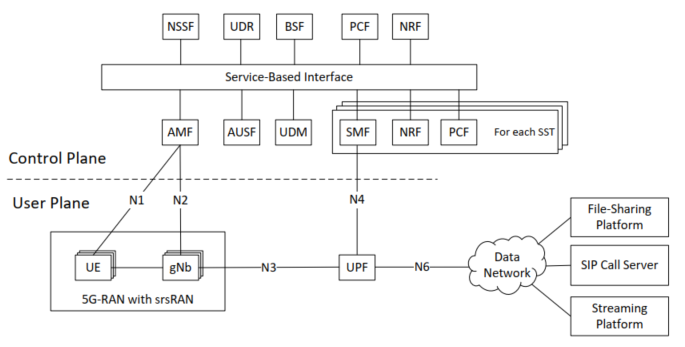 NSSF UDR BSF PCF NRF
Service-Based Interface
AMF AUSF UDM SMF NRF PCF For each SST
Control Plane
User Plane
N1 N2 N4
File-Sharing
Platform
UE gNb N3 UPF N6
Data
Network
SIP Call Server
5G-RAN with srsRAN
Streaming
Platform